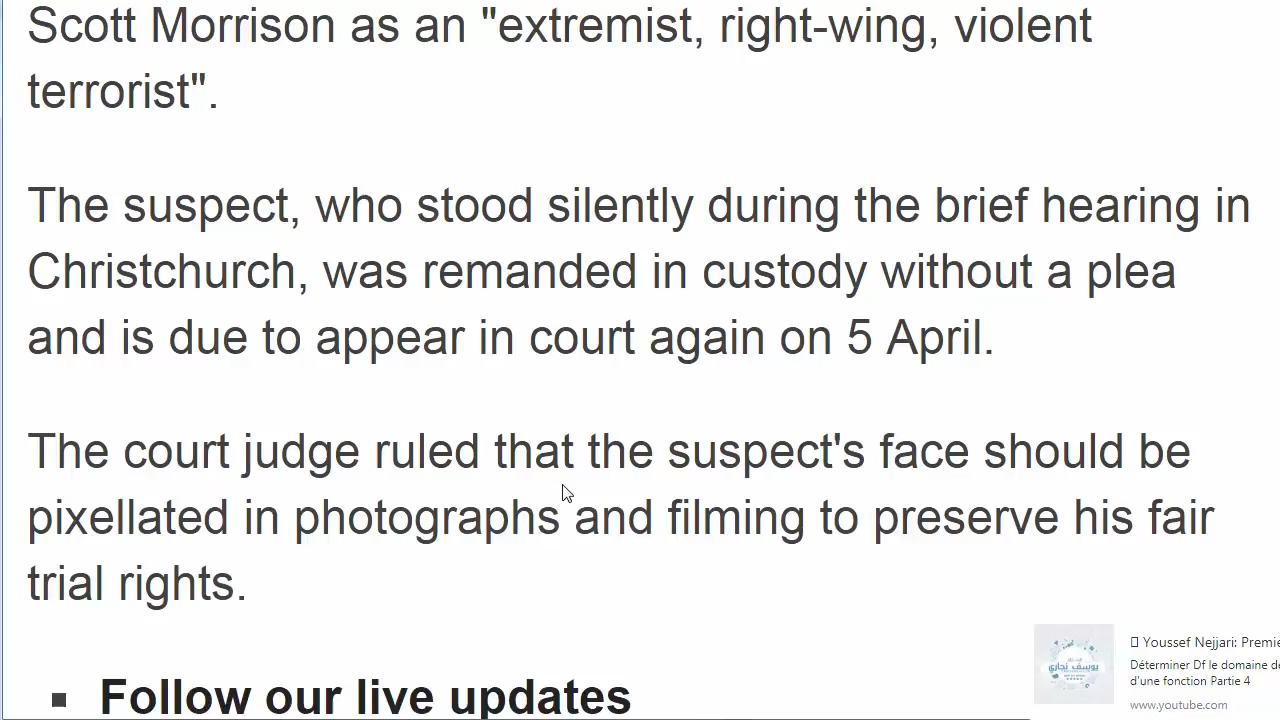 Scott Morrison as an "extremist, right-wing, violent
terrorist".
The suspect, who stood silently during the brief hearing in
Christchurch, was remanded in custody without a plea
and is due to appear in court again on 5 April.
The court judge ruled that the suspect's face should be
pixellated in photographs and filming to preserve his fair
trial rights.
▪ Follow our live updates
يوسف نجاري
Youssef Nejjari: Premie
Déterminer Df le domaine de
d'une fonction Partie 4
www.youtube.com